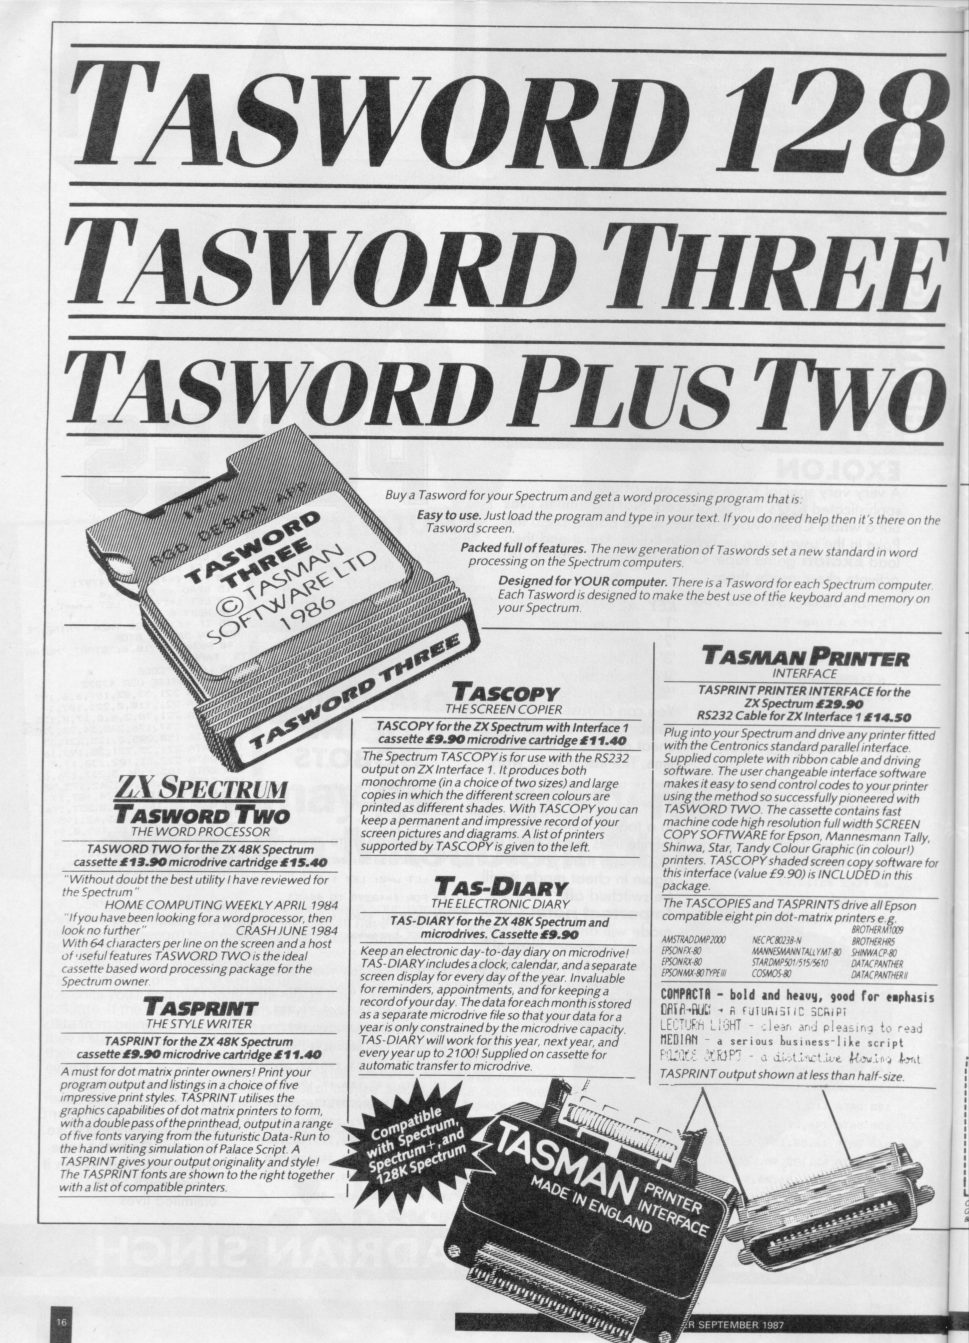 TASWORD 128
TASWORD THREE
TASWORD PLUS TWO
1986
RGD DESIGN APP
TASWORD
THREE
© TASMAN
SOFTWARE LTD
1986
TASWORD THREE
Buy a Tasword for your Spectrum and get a word processing program that is:
Easy to use. Just load the program and type in your text. If you do need help then it's there on the
Tasword screen.
Packed full of features. The new generation of Taswords set a new standard in word
processing on the Spectrum computers.
Designed for YOUR computer. There is a Tasword for each Spectrum computer.
Each Tasword is designed to make the best use of the keyboard and memory on
your Spectrum.
ZX SPECTRUM
TASWORD TWO
THE WORD PROCESSOR
TASWORD TWO for the ZX 48K Spectrum
cassette £13.90 microdrive cartridge £15.40
"Without doubt the best utility I have reviewed for
the Spectrum"
HOME COMPUTING WEEKLY APRIL 1984
"If you have been looking for a word processor, then
look no further" CRASH JUNE 1984
With 64 characters per line on the screen and a host
of useful features TASWORD TWO is the ideal
cassette based word processing package for the
Spectrum owner.
TASPRINT
THE STYLE WRITER
TASPRINT for the ZX 48K Spectrum
cassette £9.90 microdrive cartridge £11.40
A must for dot matrix printer owners! Print your
program output and listings in a choice of five
impressive print styles. TASPRINT utilises the
graphics capabilities of dot matrix printers to form,
with a double pass of the printhead, output in a range
of five fonts varying from the futuristic Data-Run to
the hand writing simulation of Palace Script. A
TASPRINT gives your output originality and style!
The TASPRINT fonts are shown to the right together
with a list of compatible printers.
TASCOPY
THE SCREEN COPIER
TASCOPY for the ZX Spectrum with Interface 1
cassette £9.90 microdrive cartridge £11.40
The Spectrum TASCOPY is for use with the RS232
output on ZX Interface 1. It produces both
monochrome (in a choice of two sizes) and large
copies in which the different screen colours are
printed as different shades. With TASCOPY you can
keep a permanent and impressive record of your
screen pictures and diagrams. A list of printers
supported by TASCOPY is given to the left.
TAS-DIARY
THE ELECTRONIC DIARY
TAS-DIARY for the ZX 48K Spectrum and
microdrives. Cassette £9.90
Keep an electronic day-to-day diary on microdrive!
TAS-DIARY includes a clock, calendar, and a separate
screen display for every day of the year. Invaluable
for reminders, appointments, and for keeping a
record of your day. The data for each month is stored
as a separate microdrive file so that your data for a
year is only constrained by the microdrive capacity.
TAS-DIARY will work for this year, next year, and
every year up to 2100! Supplied on cassette for
automatic transfer to microdrive.
Compatible
with Spectrum,
Spectrum+, and
128K Spectrum
TASMAN PRINTER
INTERFACE
TASPRINT PRINTER INTERFACE for the
ZX Spectrum £29.90
RS232 Cable for ZX Interface 1 £14.50
Plug into your Spectrum and drive any printer fitted
with the Centronics standard parallel interface.
Supplied complete with ribbon cable and driving
software. The user changeable interface software
makes it easy to send control codes to your printer
using the method so successfully pioneered with
TASWORD TWO. The cassette contains fast
machine code high resolution full width SCREEN
COPY SOFTWARE for Epson, Mannesmann Tally,
Shinwa, Star, Tandy Colour Graphic (in colour!)
printers. TASCOPY shaded screen copy software for
this interface (value £9.90) is INCLUDED in this
package.
The TASCOPIES and TASPRINTS drive all Epson
compatible eight pin dot-matrix printers e.g.
BROTHER M1009
AMSTRAD DMP 2000 NEC PC 8023B-N BROTHER HR5
EPSON FX-80 MANNESMANN TALLY MT-80 SHINWA CP-80
EPSON RX-80 STAR DMP 501/515/5610 DATAC PANTHER
EPSON MX-80 TYPE III COSMOS-80 DATAC PANTHER II
COMPACTA - bold and heavy, good for emphasis
DATA-RUN - A FUTURISTIC SCRIPT
LECTURA LIGHT - clean and pleasing to read
MEDIAN - a serious business-like script
PALACE SCRIPT - a distinctive flowing font
TASPRINT output shown at less than half-size.
TASMAN
PRINTER
INTERFACE
MADE IN ENGLAND
16
R SEPTEMBER 1987